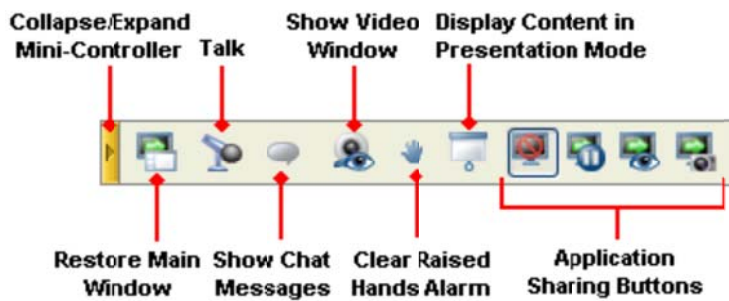 Collapse/Expand
Mini-Controller
Talk
Show Video
Window
Display Content in
Presentation Mode
Restore Main
Window
Show Chat
Messages
Clear Raised
Hands Alarm
Application
Sharing Buttons